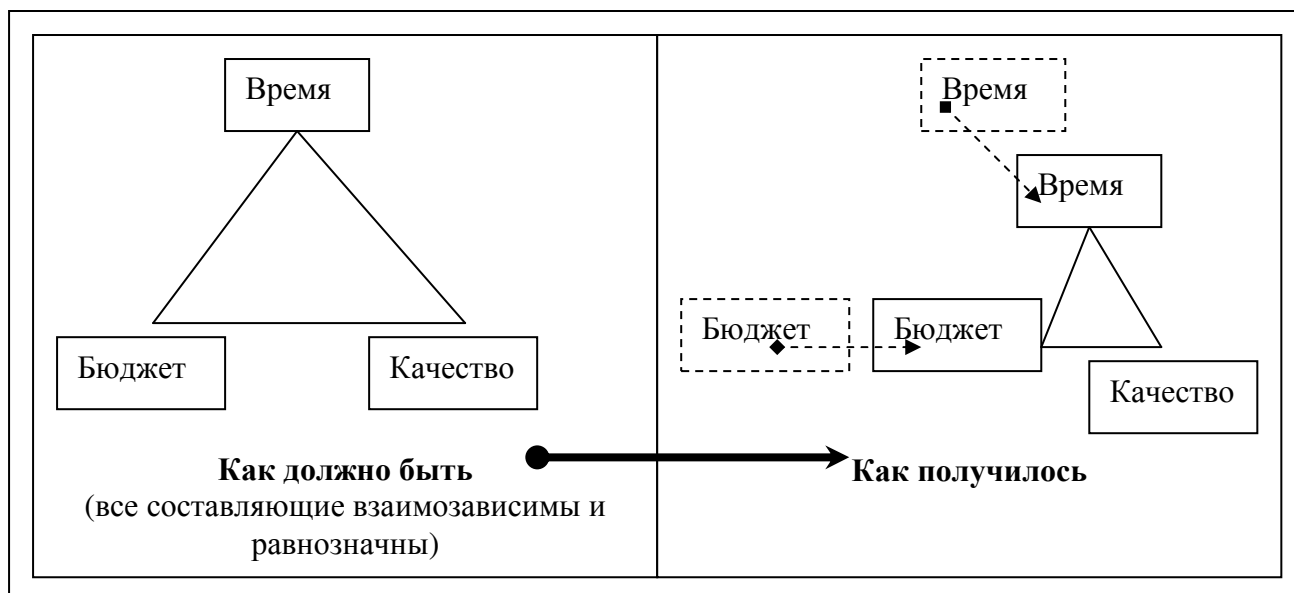 Время
Бюджет
Качество
Как должно быть
(все составляющие взаимозависимы и
равнозначны)
Время
Время
Бюджет
Бюджет
Качество
Как получилось